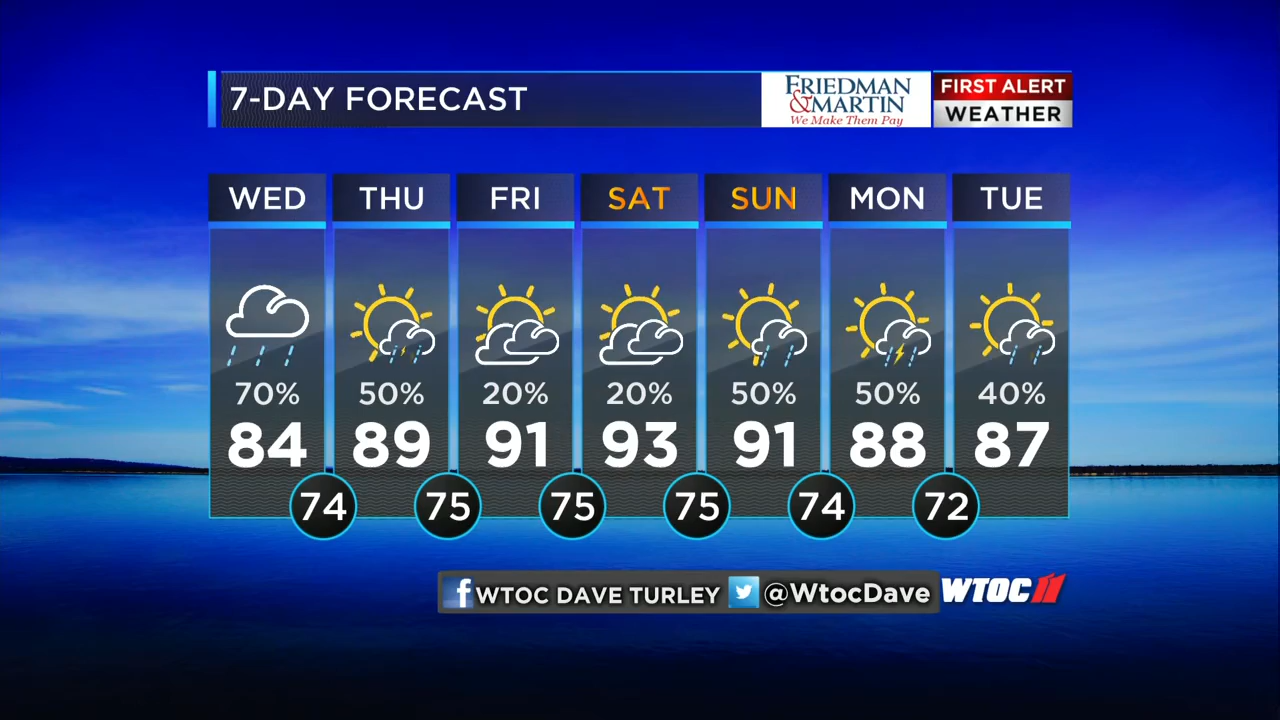 7-DAY FORECAST
FRIEDMAN
&MARTIN
We Make Them Pay
FIRST ALERT
WEATHER
WED THU FRI SAT SUN MON TUE
70% 50% 20% 20% 50% 50% 40%
84 89 91 93 91 88 87
74 75 75 75 74 72
f WTOC DAVE TURLEY @WtocDave WTOC 11